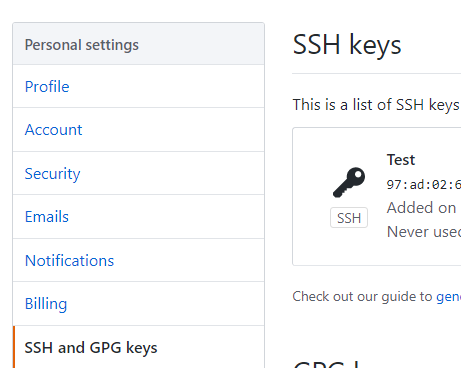 Personal settings
Profile
Account
Security
Emails
Notifications
Billing
SSH and GPG keys
SSH keys
This is a list of SSH keys
Test
97:ad:02:6
SSH
Added on
Never used
Check out our guide to
GPG